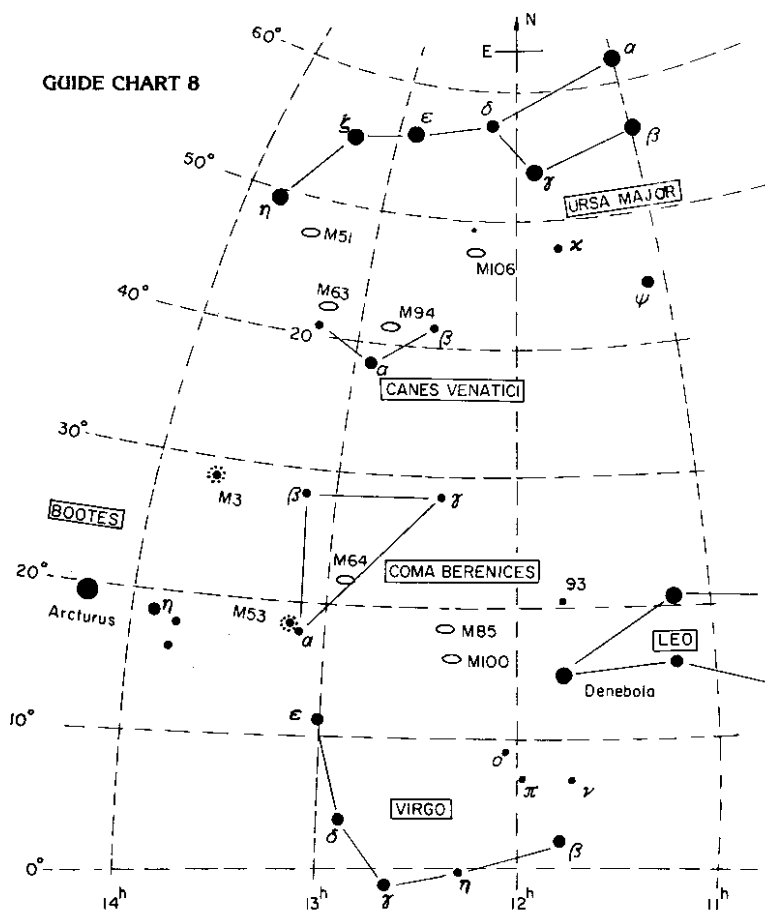 N
60°
E
α
GUIDE CHART 8
δ
ζ
ε
β
50°
γ
η
URSA MAJOR
M51
ϰ
M106
M63
ψ
40°
M94
20
β
α
CANES VENATICI
30°
M3
β
γ
BOOTES
M64
COMA BERENICES
20°
93
Arcturus
η
M53
α
M85
LEO
M100
Denebola
10°
ε
ο
π
ν
VIRGO
δ
β
0°
γ
η
14h
13h
12h
11h